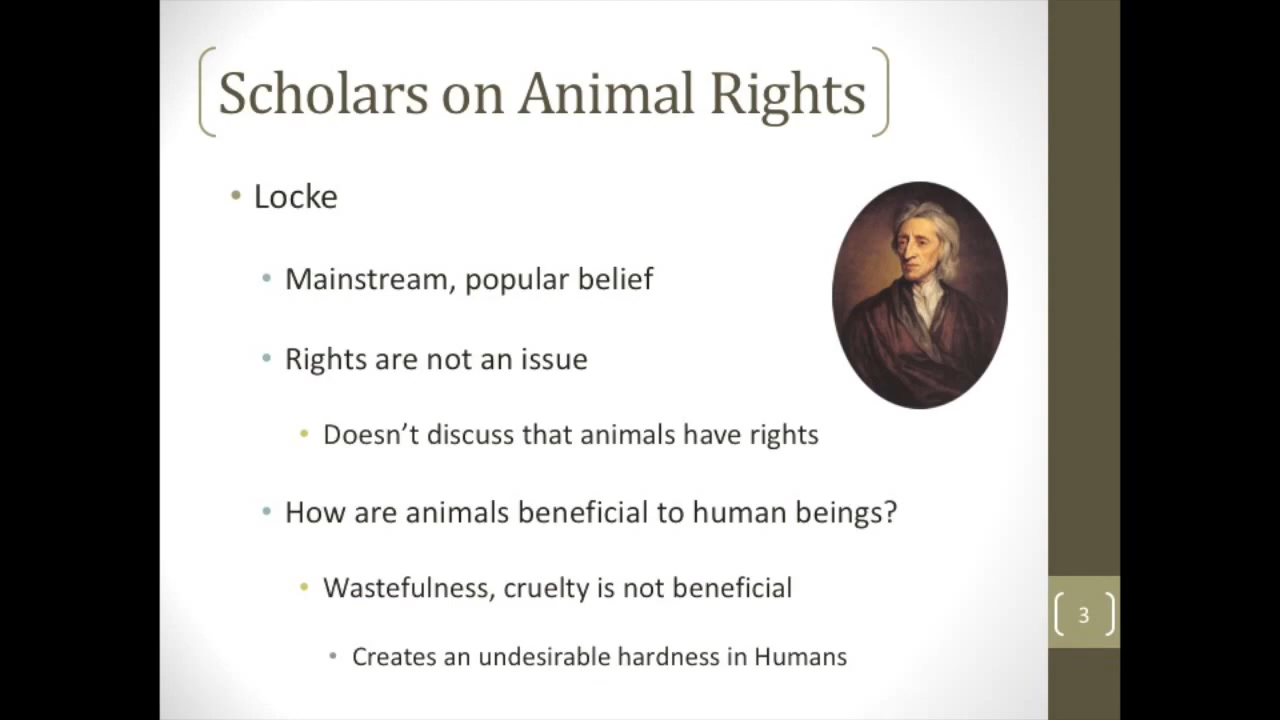 Scholars on Animal Rights
• Locke
• Mainstream, popular belief
• Rights are not an issue
• Doesn’t discuss that animals have rights
• How are animals beneficial to human beings?
• Wastefulness, cruelty is not beneficial
• Creates an undesirable hardness in Humans
3